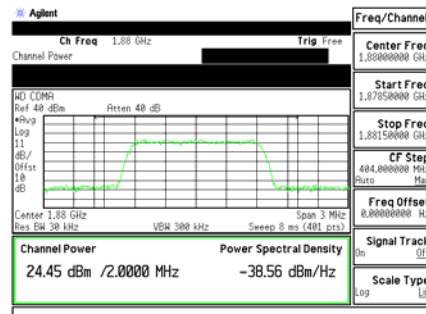 Agilent
Ch Freq 1.88 GHz Trig Free
Channel Power
WD CDMA
Ref 40 dBm Atten 40 dB
•Avg
Log
11
dB/
Offst
10
dB
Center 1.88 GHz Span 3 MHz
Res BW 30 kHz VBW 300 kHz Sweep 8 ms (401 pts)
Channel Power Power Spectral Density
24.45 dBm /2.0000 MHz -38.56 dBm/Hz
Freq/Channel
Center Freq
1.88000000 GHz
Start Freq
1.87850000 GHz
Stop Freq
1.88150000 GHz
CF Step
404.000000 MHz
Auto Man
Freq Offset
0.00000000 Hz
Signal Track
On Off
Scale Type
Log Lin